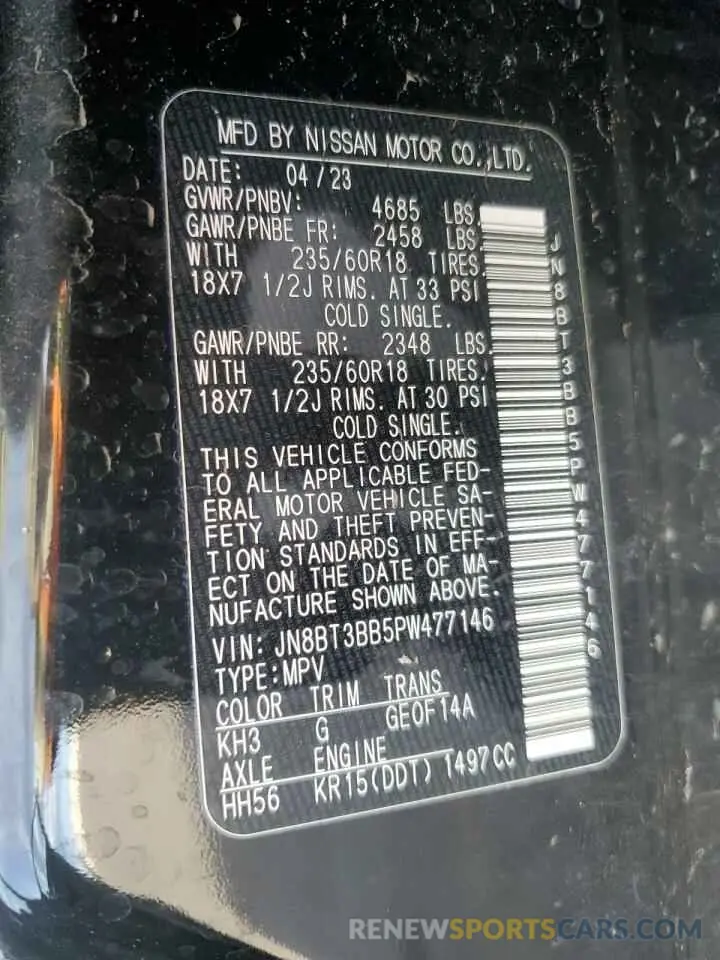 MFD BY NISSAN MOTOR CO.,LTD.
DATE: 04/23
GVWR/PNBV: 4685 LBS.
GAWR/PNBE FR: 2458 LBS.
WITH 235/60R18 TIRES.
18X7 1/2J RIMS. AT 33 PSI
COLD SINGLE.
GAWR/PNBE RR: 2348 LBS.
WITH 235/60R18 TIRES.
18X7 1/2J RIMS. AT 30 PSI
COLD SINGLE.
THIS VEHICLE CONFORMS
TO ALL APPLICABLE FED-
ERAL MOTOR VEHICLE SA-
FETY AND THEFT PREVEN-
TION STANDARDS IN EFF-
ECT ON THE DATE OF MA-
NUFACTURE SHOWN ABOVE.
VIN: JN8BT3BB5PW477146
TYPE:MPV
COLOR TRIM TRANS
KH3 G GE0F14A
AXLE ENGINE
HH56 KR15(DDT) 1497CC
JN8BT3BB5PW477146
RENEWSPORTSCARS.COM